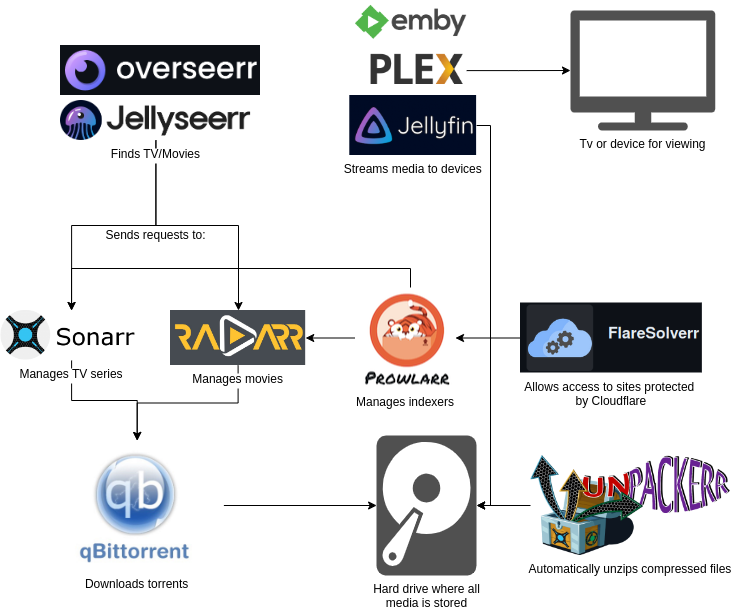 emby
PLEX
overseerr
Jellyseerr
Jellyfin
Finds TV/Movies
Tv or device for viewing
Streams media to devices
Sends requests to:
Sonarr
RADARR
FlareSolverr
Manages TV series
Manages movies
PROWLARR
Manages indexers
Allows access to sites protected
by Cloudflare
UNPACKERR
qb
qBittorrent
Downloads torrents
Automatically unzips compressed files
Hard drive where all
media is stored